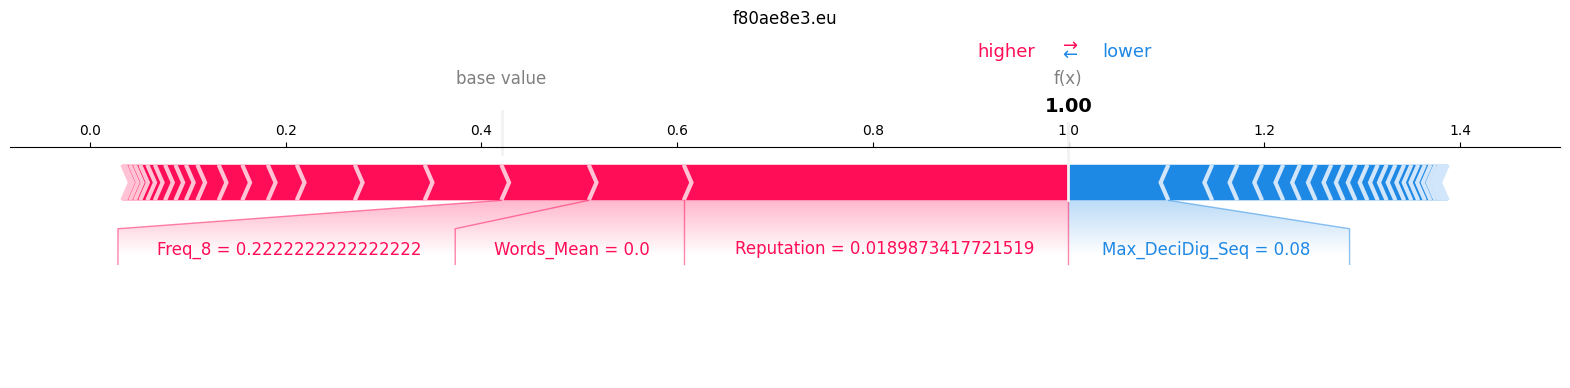 f80ae8e3.eu
higher → ← lower
base value f(x)
1.00
0.0 0.2 0.4 0.6 0.8 1.0 1.2 1.4
Freq_8 = 0.2222222222222222 Words_Mean = 0.0 Reputation = 0.0189873417721519 Max_DeciDig_Seq = 0.08